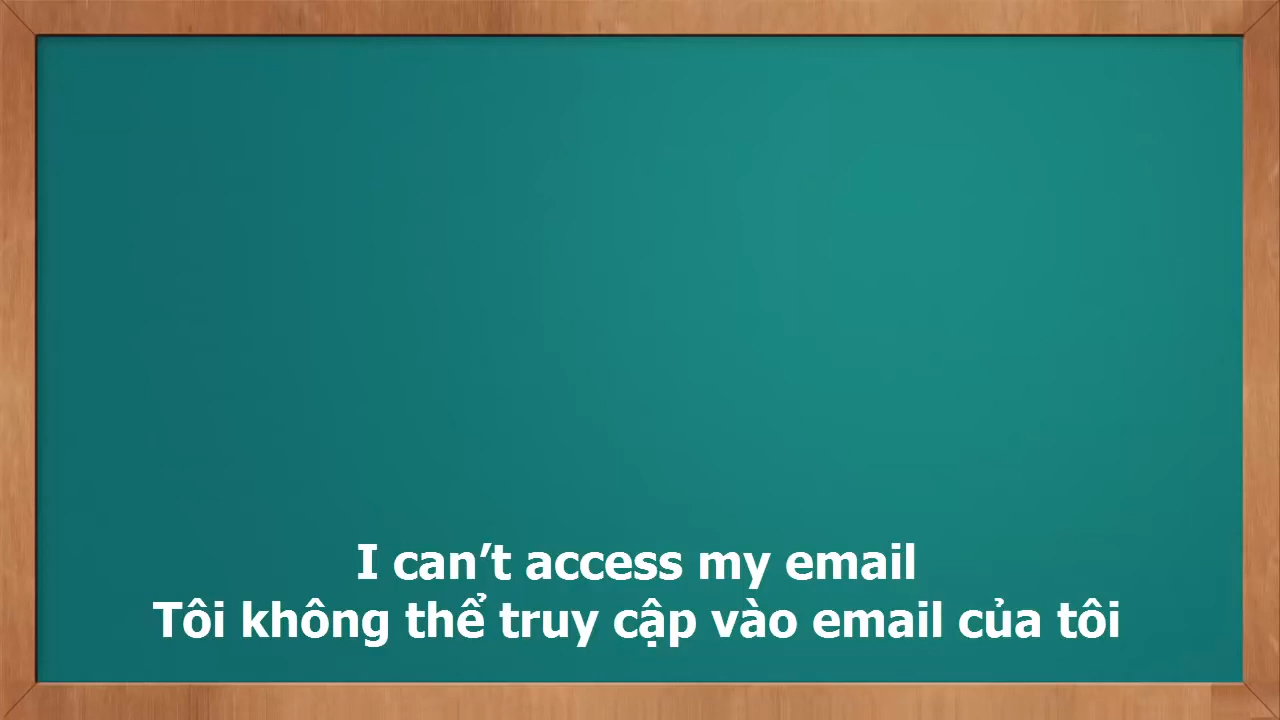 I can’t access my email
Tôi không thể truy cập vào email của tôi